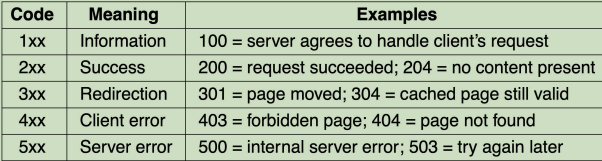 Code Meaning Examples
1xx Information 100 = server agrees to handle client's request
2xx Success 200 = request succeeded; 204 = no content present
3xx Redirection 301 = page moved; 304 = cached page still valid
4xx Client error 403 = forbidden page; 404 = page not found
5xx Server error 500 = internal server error; 503 = try again later